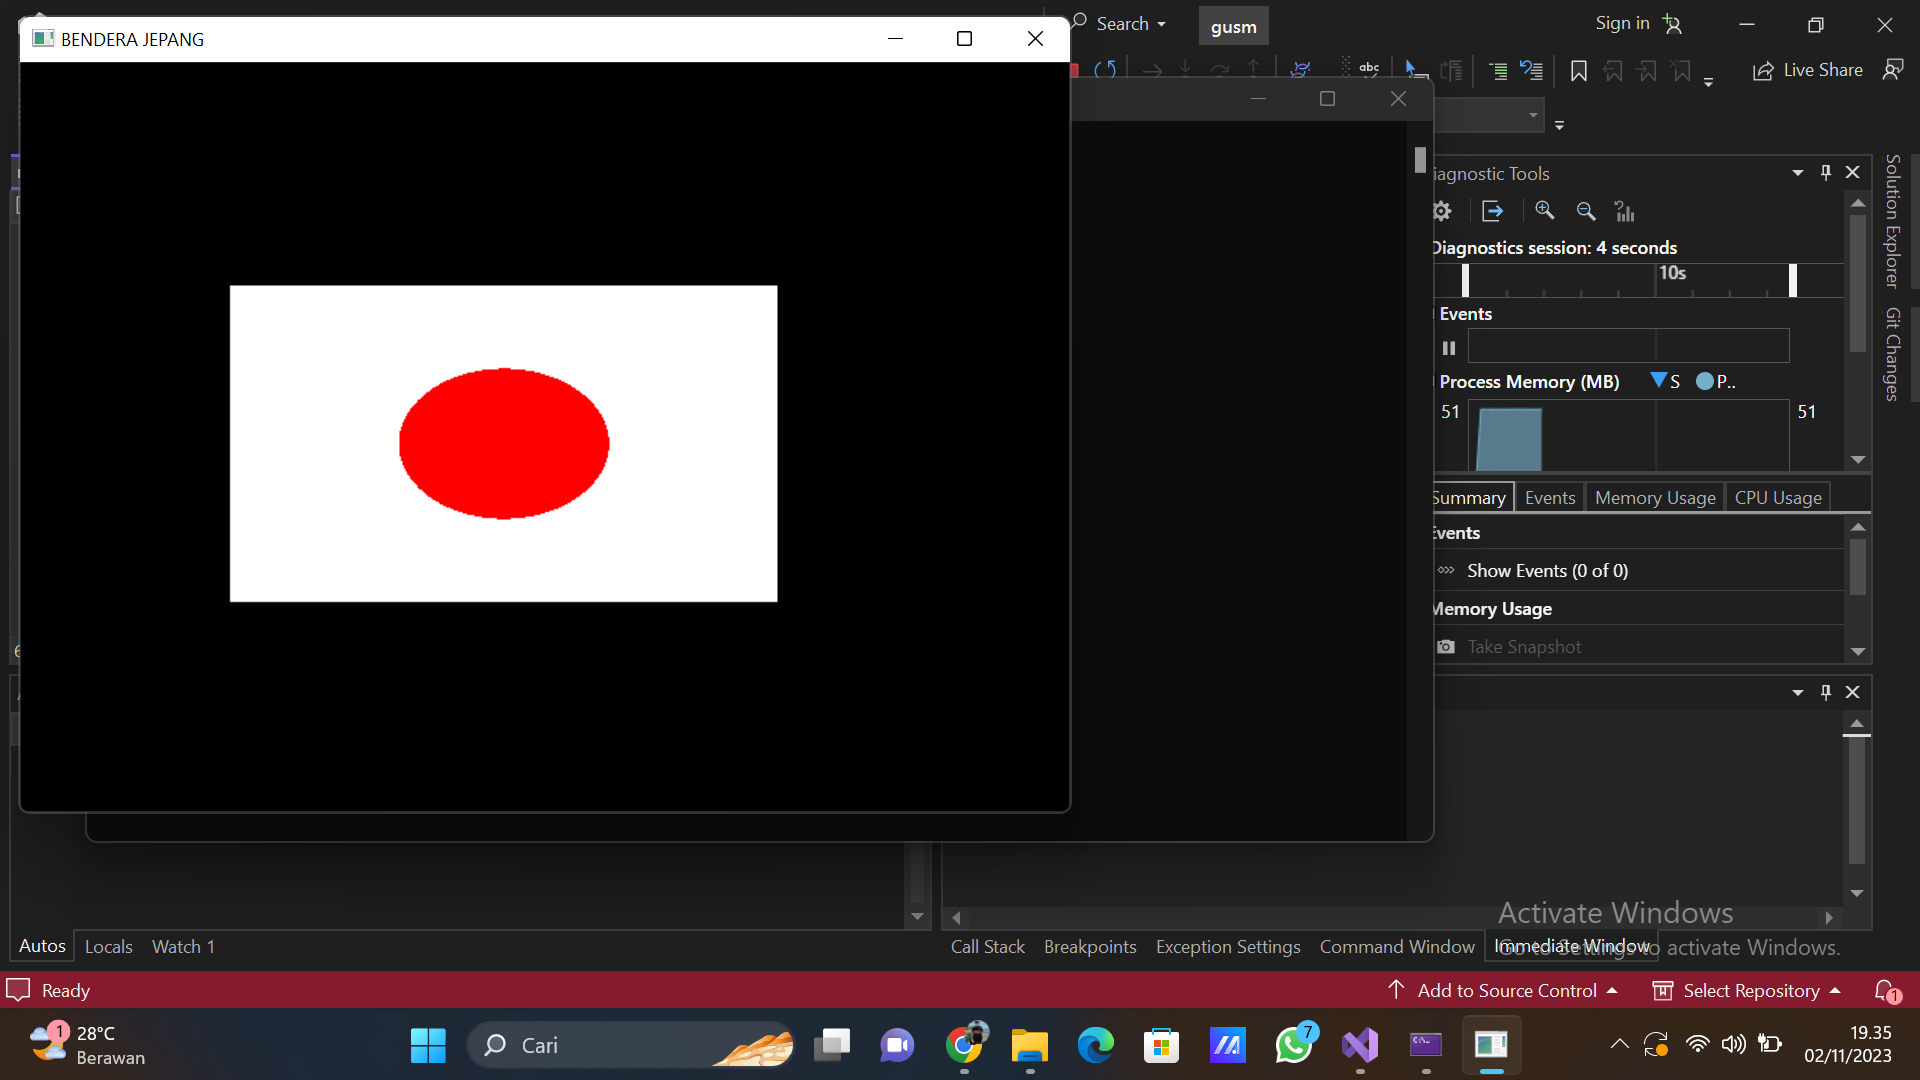 BENDERA JEPANG
Search
gusm
Sign in
abc
Live Share
iagnostic Tools
Diagnostics session: 4 seconds
10s
Events
Process Memory (MB)
S
P..
51
51
Summary
Events
Memory Usage
CPU Usage
Events
Show Events (0 of 0)
Memory Usage
Take Snapshot
Solution Explorer
Git Changes
Autos
Locals
Watch 1
Call Stack
Breakpoints
Exception Settings
Command Window
Immediate Window
Activate Windows
Go to Settings to activate Windows.
Ready
Add to Source Control
Select Repository
1
1
28°C
Berawan
Cari
7
19.35
02/11/2023